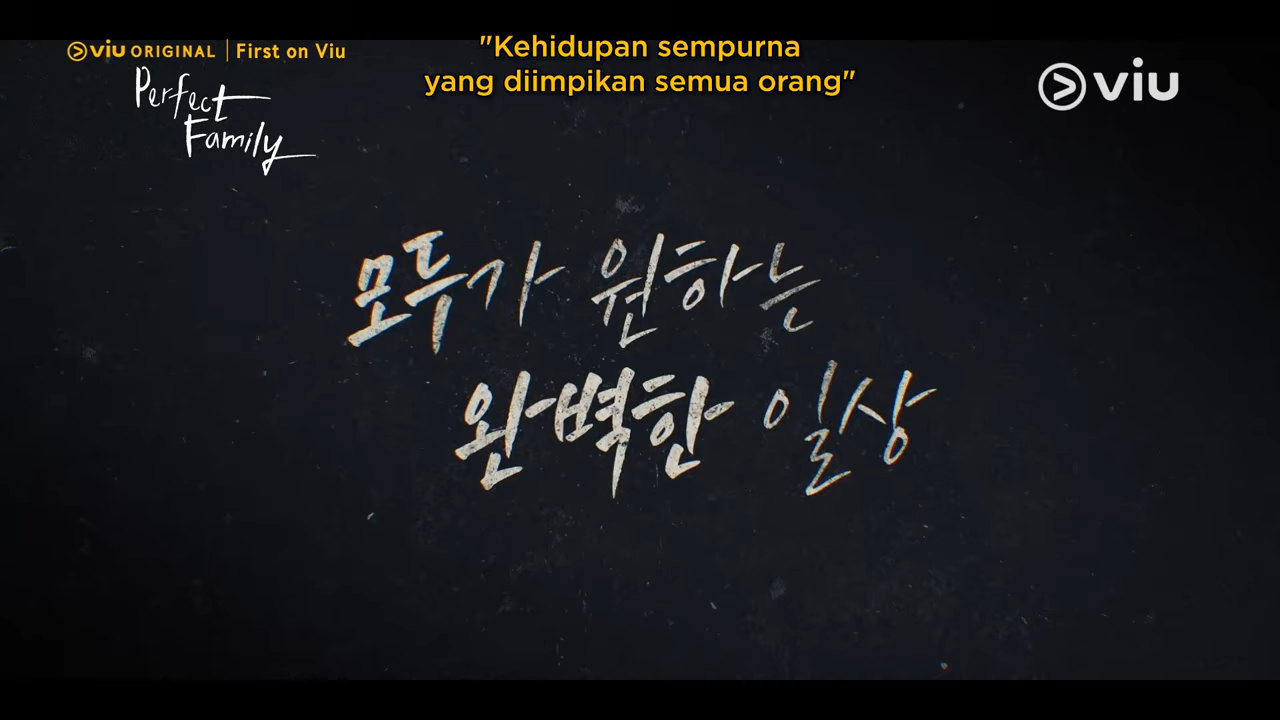 viu ORIGINAL | First on Viu
Perfect
Family
"Kehidupan sempurna
yang diimpikan semua orang"
viu
모두가 원하는
완벽한 일상